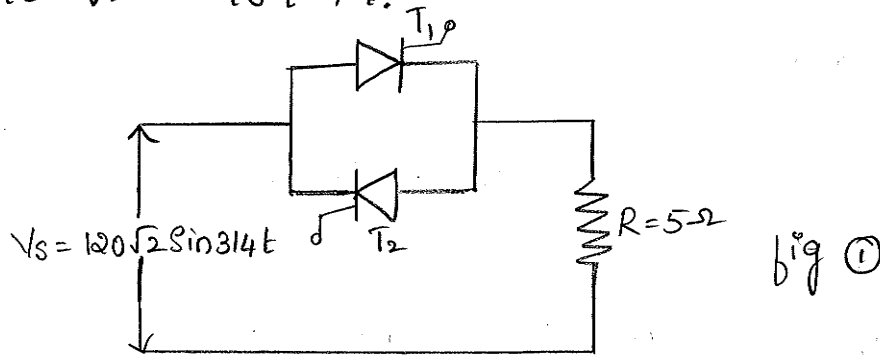 T1
Vs = 120√2 Sin314t
T2
R = 5Ω
fig ①